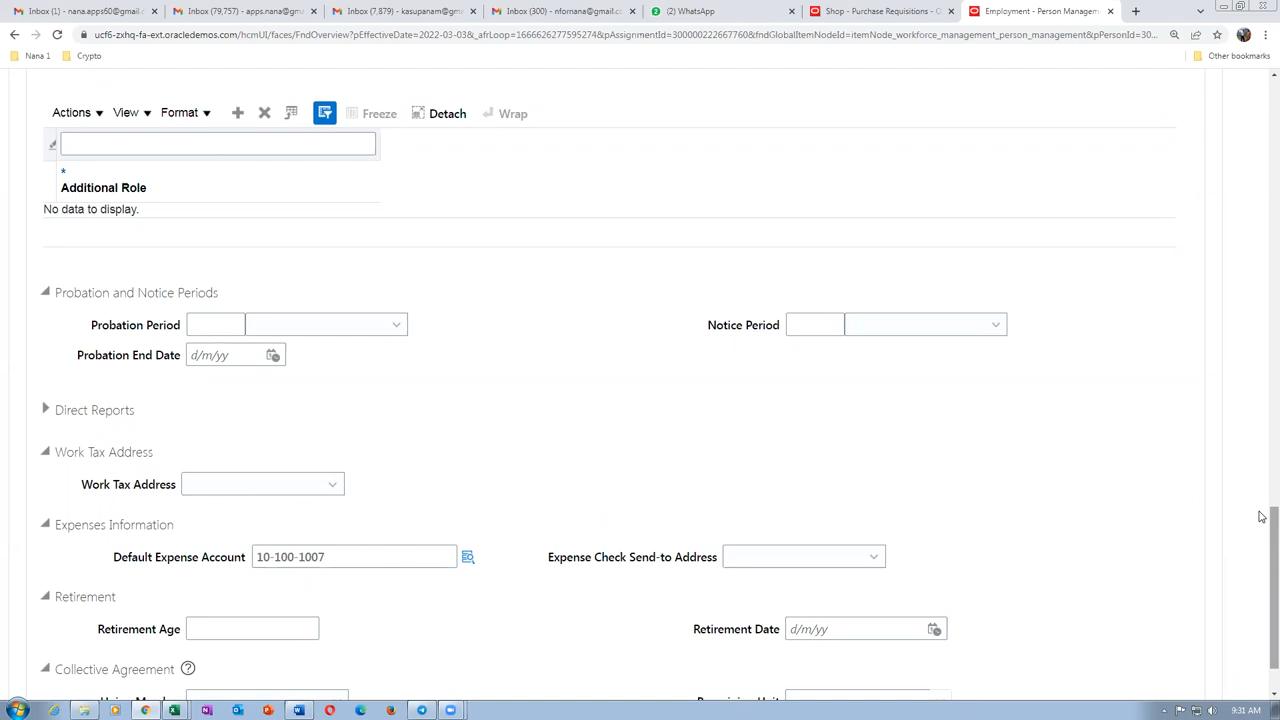 Inbox (1) - nana.apps60@gmail.c
Inbox (79,757) - apps.nana@gma
Inbox (7,879) - kasupanam@gm
Inbox (300) - nfornana@gmail.co
(2) WhatsApp
Shop - Purchase Requisitions - O
Employment - Person Managem
ucf6-zxhq-fa-ext.oracledemos.com/hcmUI/faces/FndOverview?pEffectiveDate=2022-03-03&_afrLoop=1666626277595274&pAssignmentId=300000222667760&fndGlobalItemNodeId=itemNode_workforce_management_person_management&pPersonId=30...
Nana 1
Crypto
Other bookmarks
Actions View Format Freeze Detach Wrap
*
Additional Role
No data to display.
Probation and Notice Periods
Probation Period
Notice Period
Probation End Date d/m/yy
Direct Reports
Work Tax Address
Work Tax Address
Expenses Information
Default Expense Account 10-100-1007
Expense Check Send-to Address
Retirement
Retirement Age
Retirement Date d/m/yy
Collective Agreement
9:31 AM